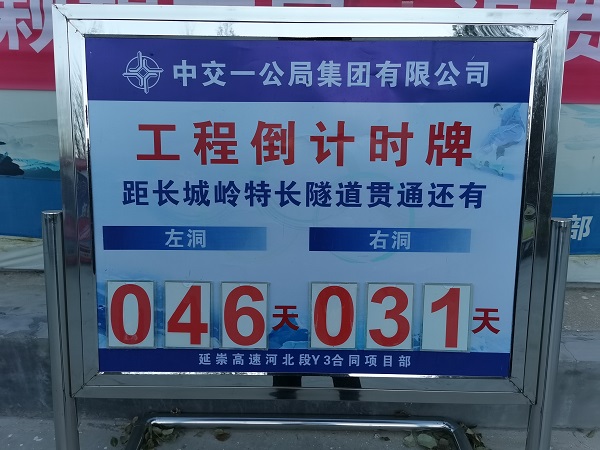 中交一公局集团有限公司
工程倒计时牌
距长城岭特长隧道贯通还有
左洞 右洞
046天 031天
延崇高速河北段Y3合同项目部
部